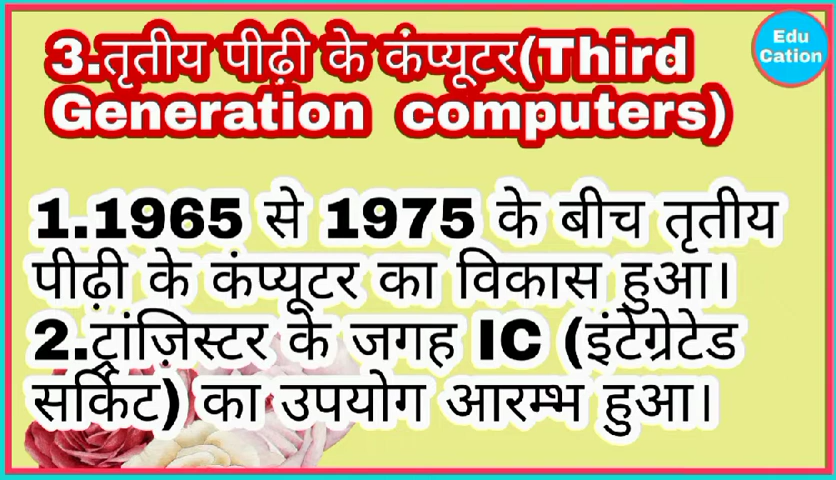 3.तृतीय पीढ़ी के कंप्यूटर(Third
Generation computers)
Edu
Cation
1.1965 से 1975 के बीच तृतीय
पीढ़ी के कंप्यूटर का विकास हुआ।
2.ट्रांज़िस्टर के जगह IC (इंटेग्रेटेड
सर्किट) का उपयोग आरम्भ हुआ।